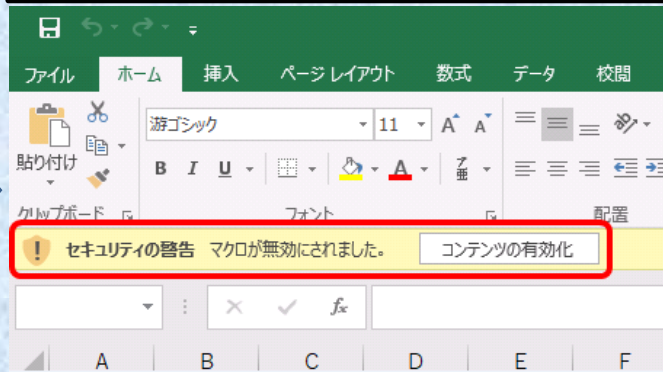 ファイル ホーム 挿入 ページ レイアウト 数式 データ 校閲
游ゴシック 11 A A
貼り付け B I U A 亜
クリップボード フォント 配置
セキュリティの警告 マクロが無効にされました。 コンテンツの有効化
fx
A B C D E F